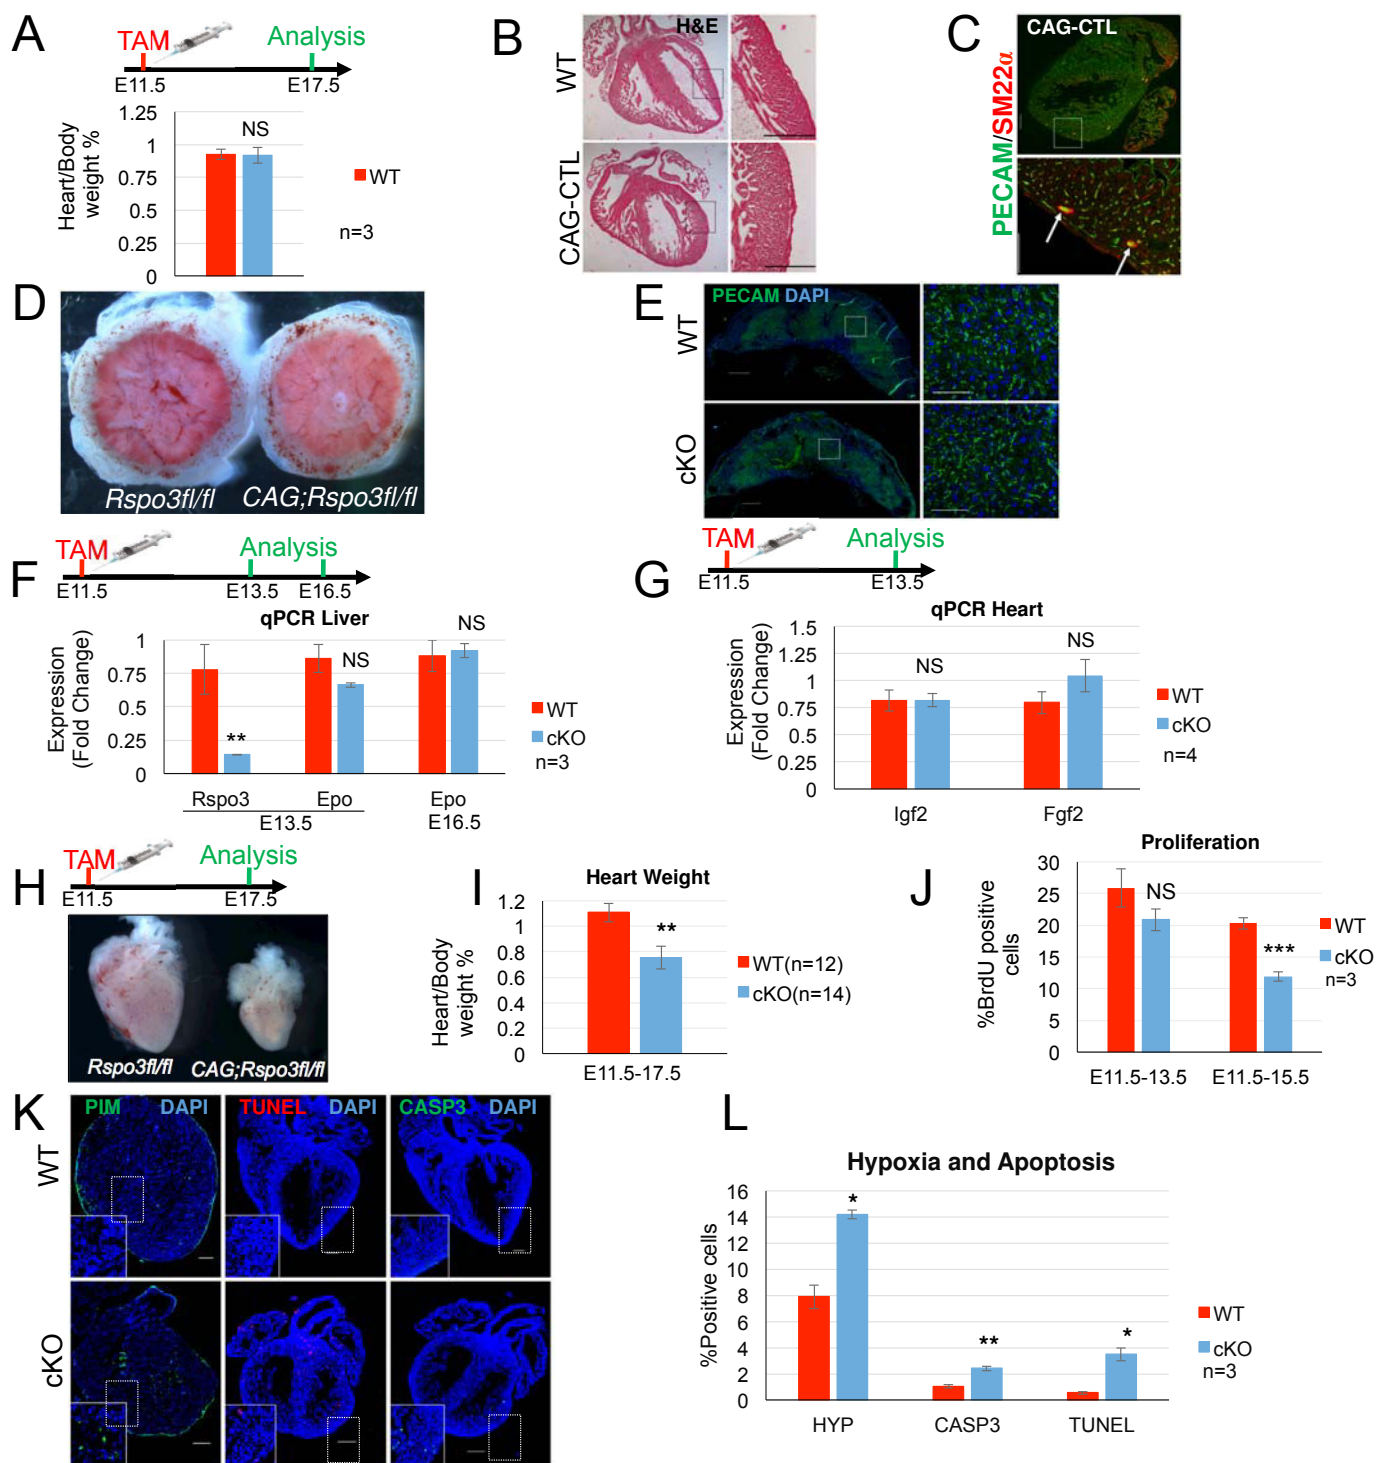 A
TAM
Analysis
E11.5
E17.5
1.25
1
0.75
0.5
0.25
0
Heart/Body
weight %
NS
WT
n=3
B
H&E
WT
CAG-CTL
C
CAG-CTL
PECAM/SM22α
D
Rspo3fl/fl
CAG;Rspo3fl/fl
E
PECAM DAPI
WT
cKO
F
TAM
Analysis
E11.5
E13.5
E16.5
qPCR Liver
Expression
(Fold Change)
1
0.75
0.5
0.25
0
**
NS
NS
WT
cKO
n=3
Rspo3
Epo
Epo
E13.5
E16.5
G
TAM
Analysis
E11.5
E13.5
qPCR Heart
Expression
(Fold Change)
1.5
1.25
1
0.75
0.5
0.25
0
NS
NS
WT
cKO
n=4
Igf2
Fgf2
H
TAM
Analysis
E11.5
E17.5
Rspo3fl/fl
CAG;Rspo3fl/fl
I
Heart Weight
Heart/Body
weight %
1.2
1
0.8
0.6
0.4
0.2
0
**
WT(n=12)
cKO(n=14)
E11.5-17.5
J
Proliferation
%BrdU positive
cells
30
25
20
15
10
5
0
NS
***
WT
cKO
n=3
E11.5-13.5
E11.5-15.5
K
PIM DAPI
TUNEL DAPI
CASP3 DAPI
WT
cKO
L
Hypoxia and Apoptosis
%Positive cells
16
14
12
10
8
6
4
2
0
*
**
*
WT
cKO
n=3
HYP
CASP3
TUNEL